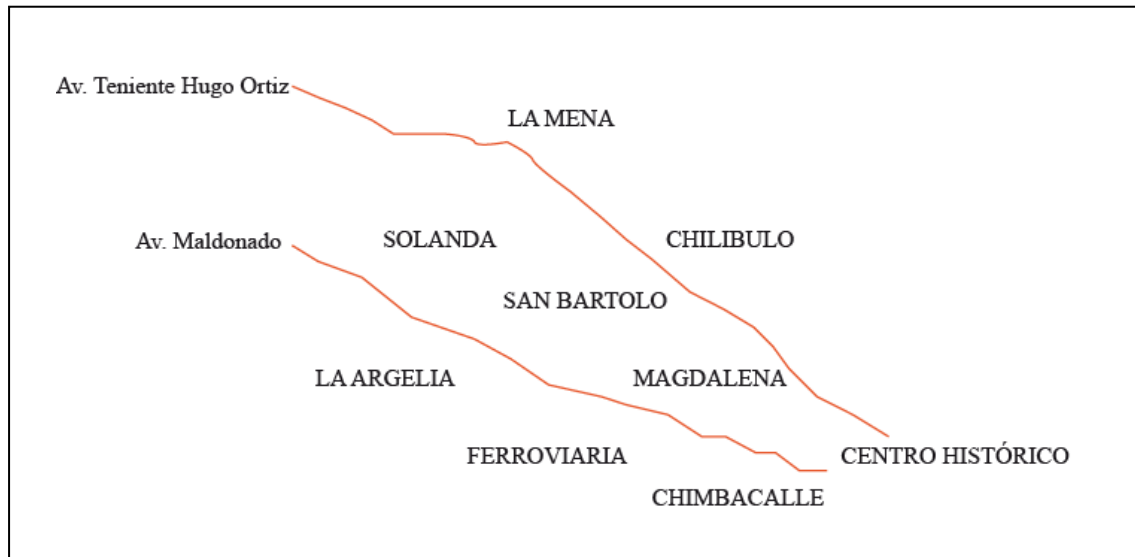 Av. Teniente Hugo Ortiz
LA MENA
Av. Maldonado
SOLANDA
CHILIBULO
SAN BARTOLO
LA ARGELIA
MAGDALENA
FERROVIARIA
CENTRO HISTÓRICO
CHIMBACALLE